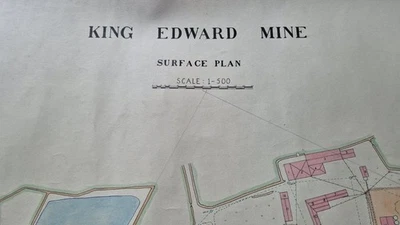 KING EDWARD MINE
SURFACE PLAN
SCALE: 1-500